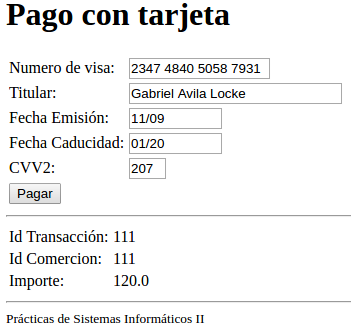 Pago con tarjeta
Numero de visa: 2347 4840 5058 7931
Titular: Gabriel Avila Locke
Fecha Emisión: 11/09
Fecha Caducidad: 01/20
CVV2: 207
Pagar
Id Transacción: 111
Id Comercion: 111
Importe: 120.0
Prácticas de Sistemas Informáticos II